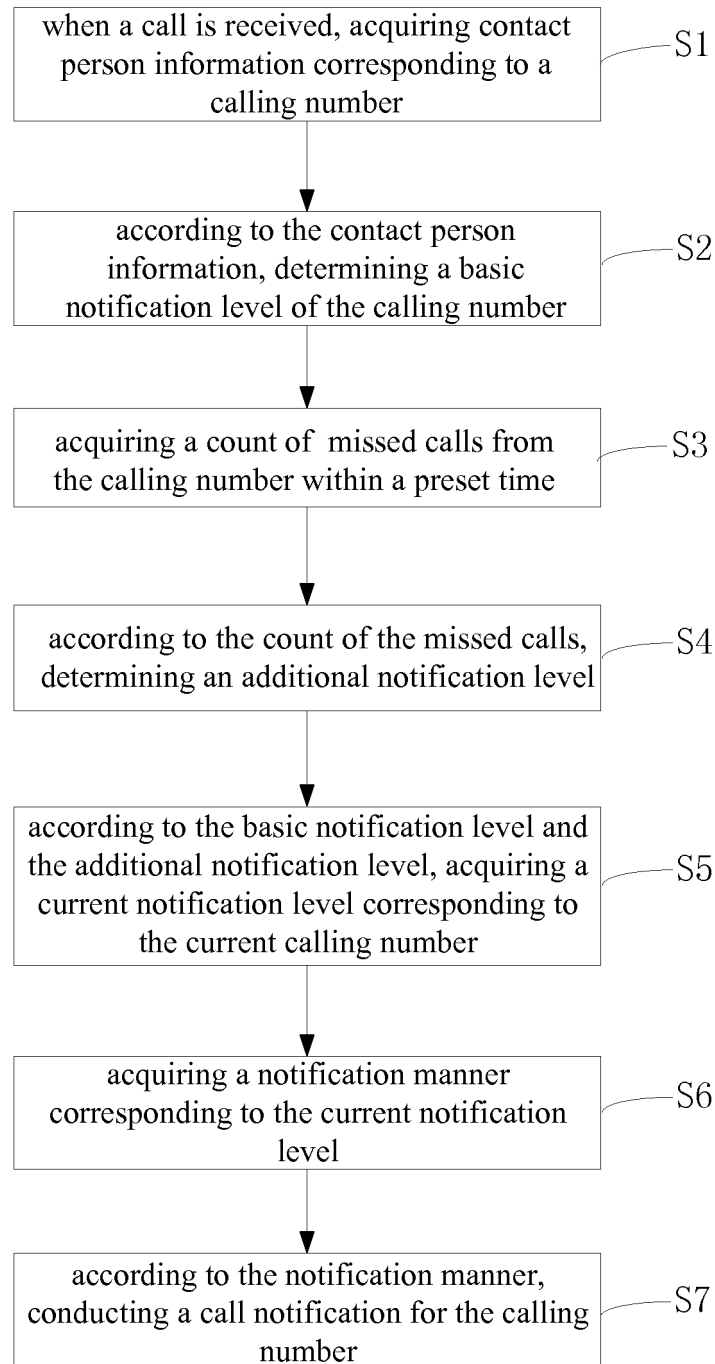 when a call is received, acquiring contact
person information corresponding to a
calling number
S1
according to the contact person
information, determining a basic
notification level of the calling number
S2
acquiring a count of missed calls from
the calling number within a preset time
S3
according to the count of the missed calls,
determining an additional notification level
S4
according to the basic notification level and
the additional notification level, acquiring a
current notification level corresponding to
the current calling number
S5
acquiring a notification manner
corresponding to the current notification
level
S6
according to the notification manner,
conducting a call notification for the calling
number
S7